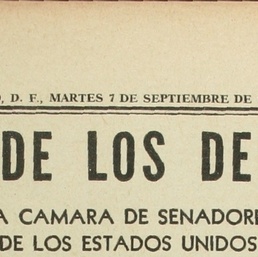 , D. F., MARTES 7 DE SEPTIEMBRE DE
DE LOS DE
A CAMARA DE SENADORE
DE LOS ESTADOS UNIDOS